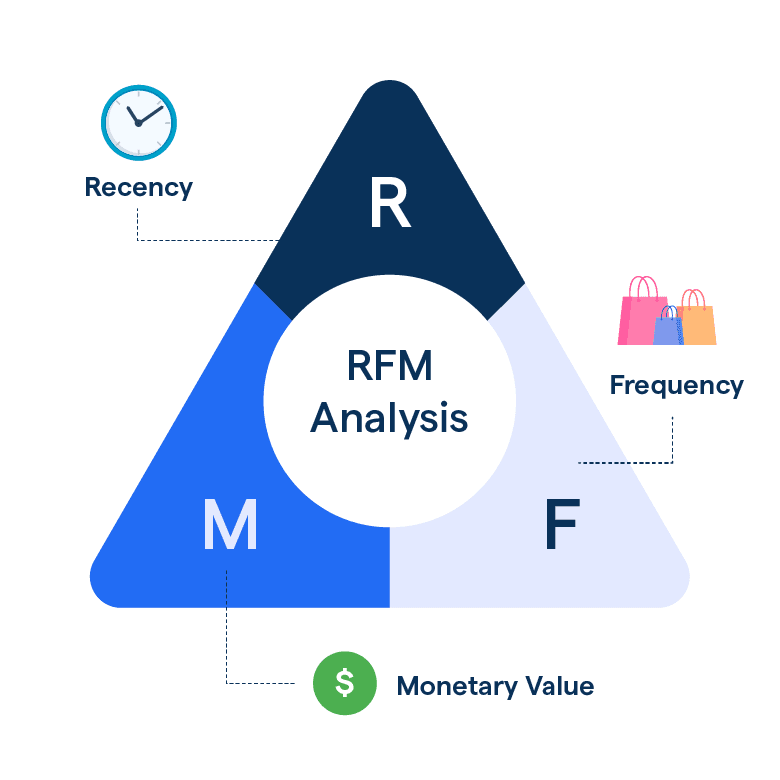 Recency
R
RFM
Analysis
Frequency
M
F
$
Monetary Value